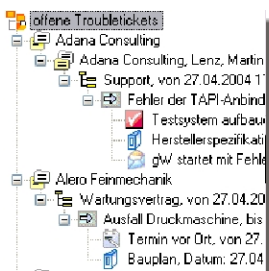 offene Troubletickets
Adana Consulting
Adana Consulting, Lenz, Martin
Support, von 27.04.2004 1
Fehler der TAPI-Anbind
Testsystem aufbau
Herstellerspezifikati
gW startet mit Fehle
Alero Feinmechanik
Wartungsvertrag, von 27.04.20
Ausfall Druckmaschine, bis
Termin vor Ort, von 27.
Bauplan, Datum: 27.04